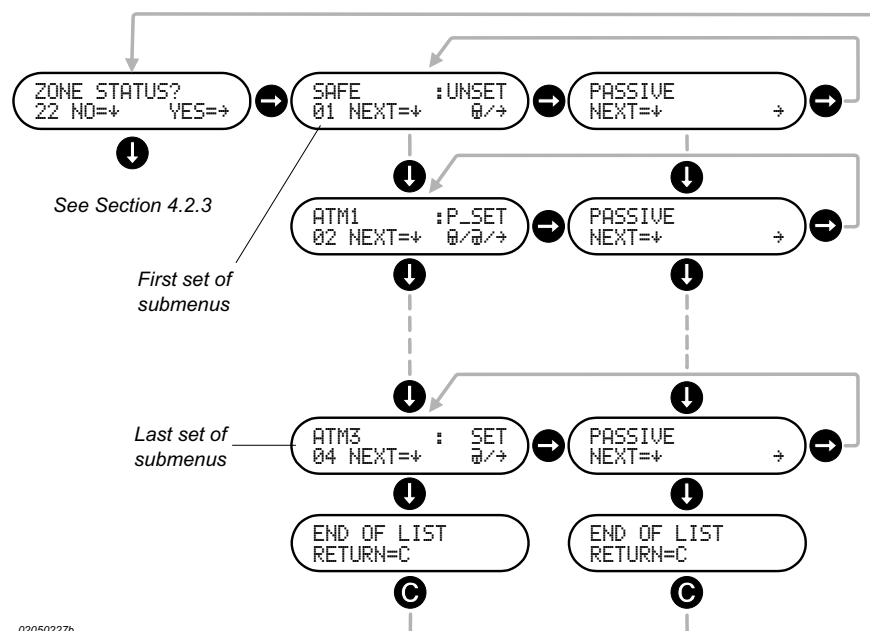 ZONE STATUS?
22 NO=↓ YES=→
SAFE :UNSET
01 NEXT=↓ /→
PASSIVE
NEXT=↓ →
See Section 4.2.3
ATM1 :P_SET
02 NEXT=↓ / /→
PASSIVE
NEXT=↓ →
First set of
submenus
Last set of
submenus
ATM3 : SET
04 NEXT=↓ /→
PASSIVE
NEXT=↓ →
END OF LIST
RETURN=C
END OF LIST
RETURN=C
C
C
02050227b